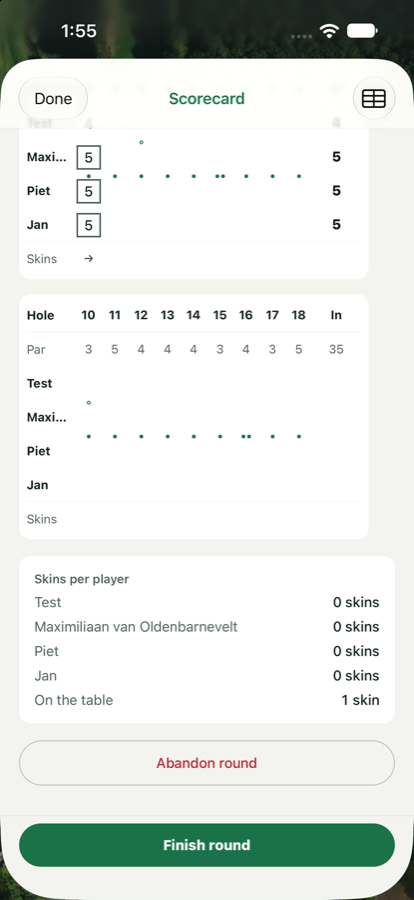 1:55
Done
Scorecard
Test 4 4
Maxi... 5 5
Piet 5 5
Jan 5 5
Skins →
Hole 10 11 12 13 14 15 16 17 18 In
Par 3 5 4 4 4 3 4 3 5 35
Test
Maxi...
Piet
Jan
Skins
Skins per player
Test 0 skins
Maximiliaan van Oldenbarnevelt 0 skins
Piet 0 skins
Jan 0 skins
On the table 1 skin
Abandon round
Finish round